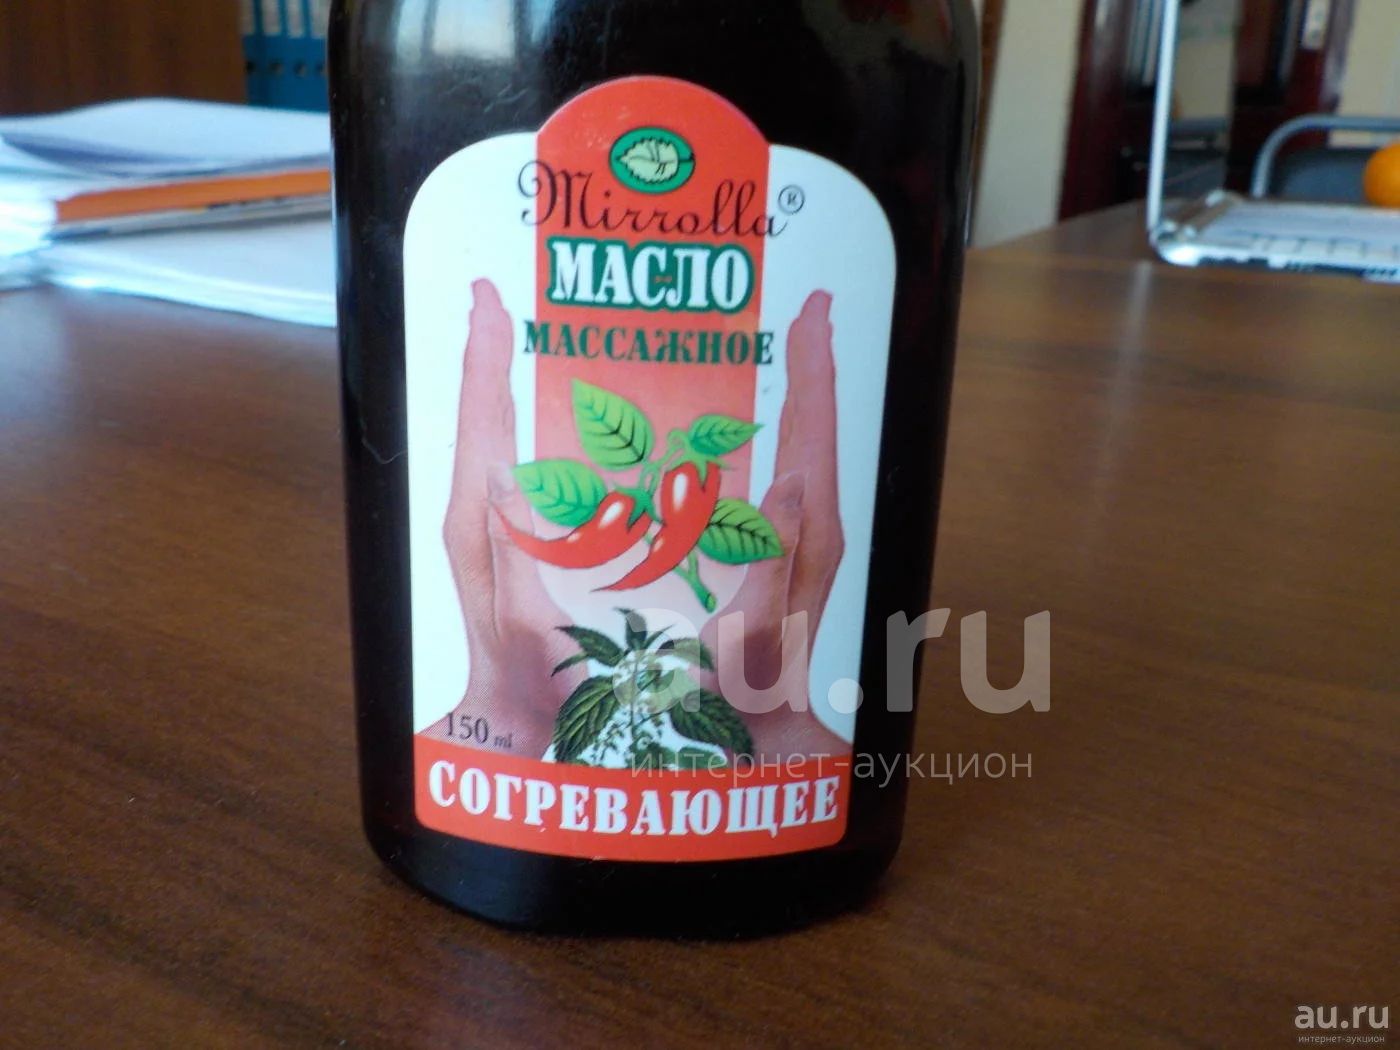 Mirrolla®
МАСЛО
МАССАЖНОЕ
150 ml
СОГРЕВАЮЩЕЕ
au.ru
интернет-аукцион
au.ru
интернет-аукцион